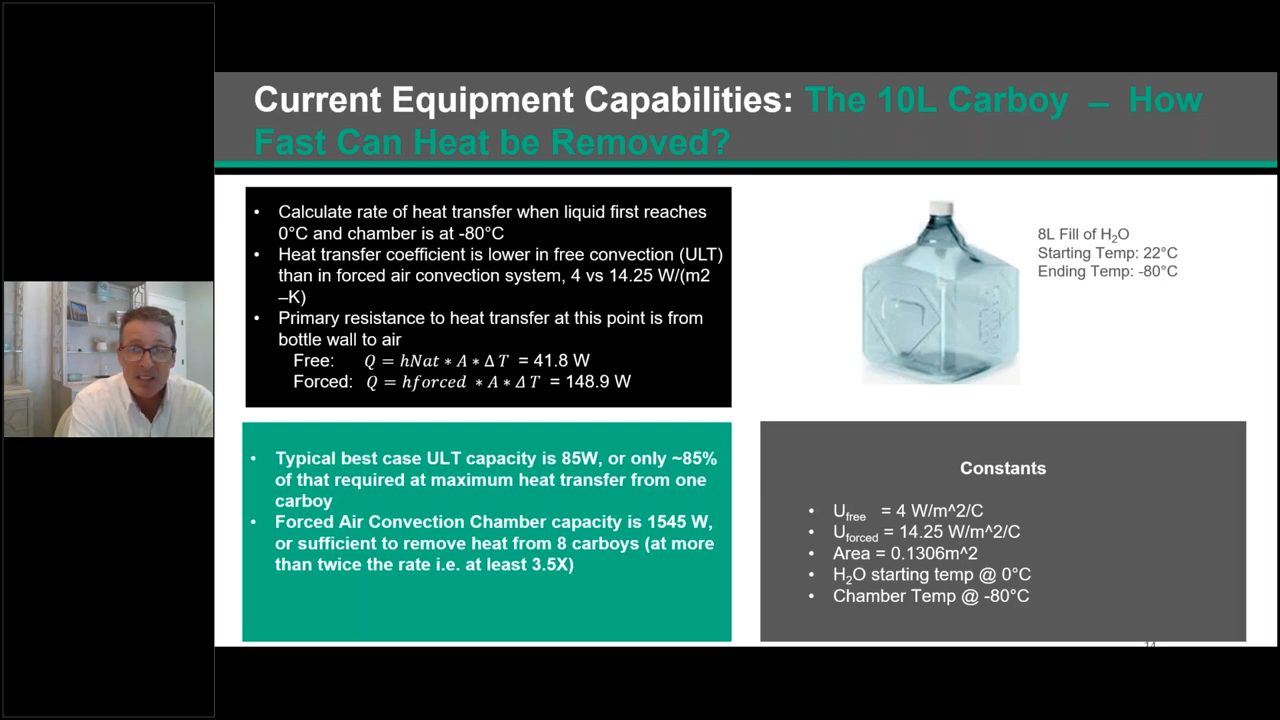 Current Equipment Capabilities: The 10L Carboy – How
Fast Can Heat be Removed?
• Calculate rate of heat transfer when liquid first reaches
0°C and chamber is at -80°C
• Heat transfer coefficient is lower in free convection (ULT)
than in forced air convection system, 4 vs 14.25 W/(m2
–K)
• Primary resistance to heat transfer at this point is from
bottle wall to air
Free: Q = hNat ∗ A ∗ Δ T = 41.8 W
Forced: Q = hforced ∗ A ∗ Δ T = 148.9 W
8L Fill of H₂O
Starting Temp: 22°C
Ending Temp: -80°C
• Typical best case ULT capacity is 85W, or only ~85%
of that required at maximum heat transfer from one
carboy
• Forced Air Convection Chamber capacity is 1545 W,
or sufficient to remove heat from 8 carboys (at more
than twice the rate i.e. at least 3.5X)
Constants
• Ufree = 4 W/m^2/C
• Uforced = 14.25 W/m^2/C
• Area = 0.1306m^2
• H₂O starting temp @ 0°C
• Chamber Temp @ -80°C